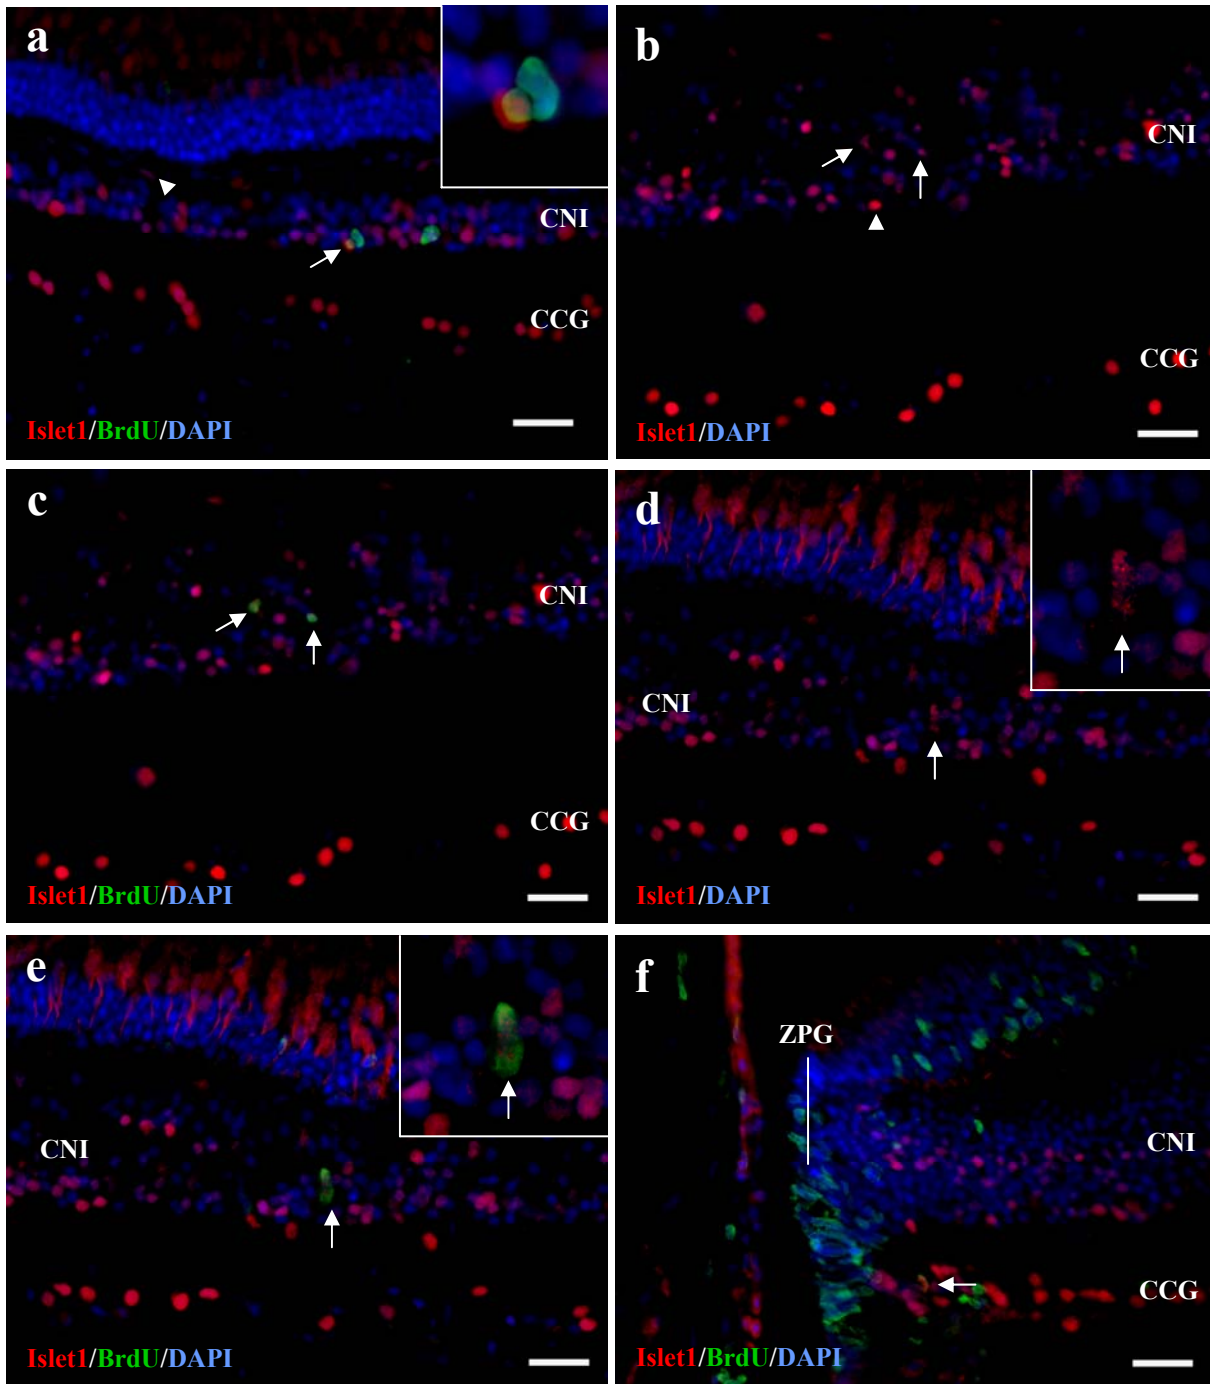 a
CNI
CCG
Islet1/BrdU/DAPI
b
CNI
CCG
Islet1/DAPI
c
CNI
CCG
Islet1/BrdU/DAPI
d
CNI
Islet1/DAPI
e
CNI
Islet1/BrdU/DAPI
f
ZPG
CNI
CCG
Islet1/BrdU/DAPI